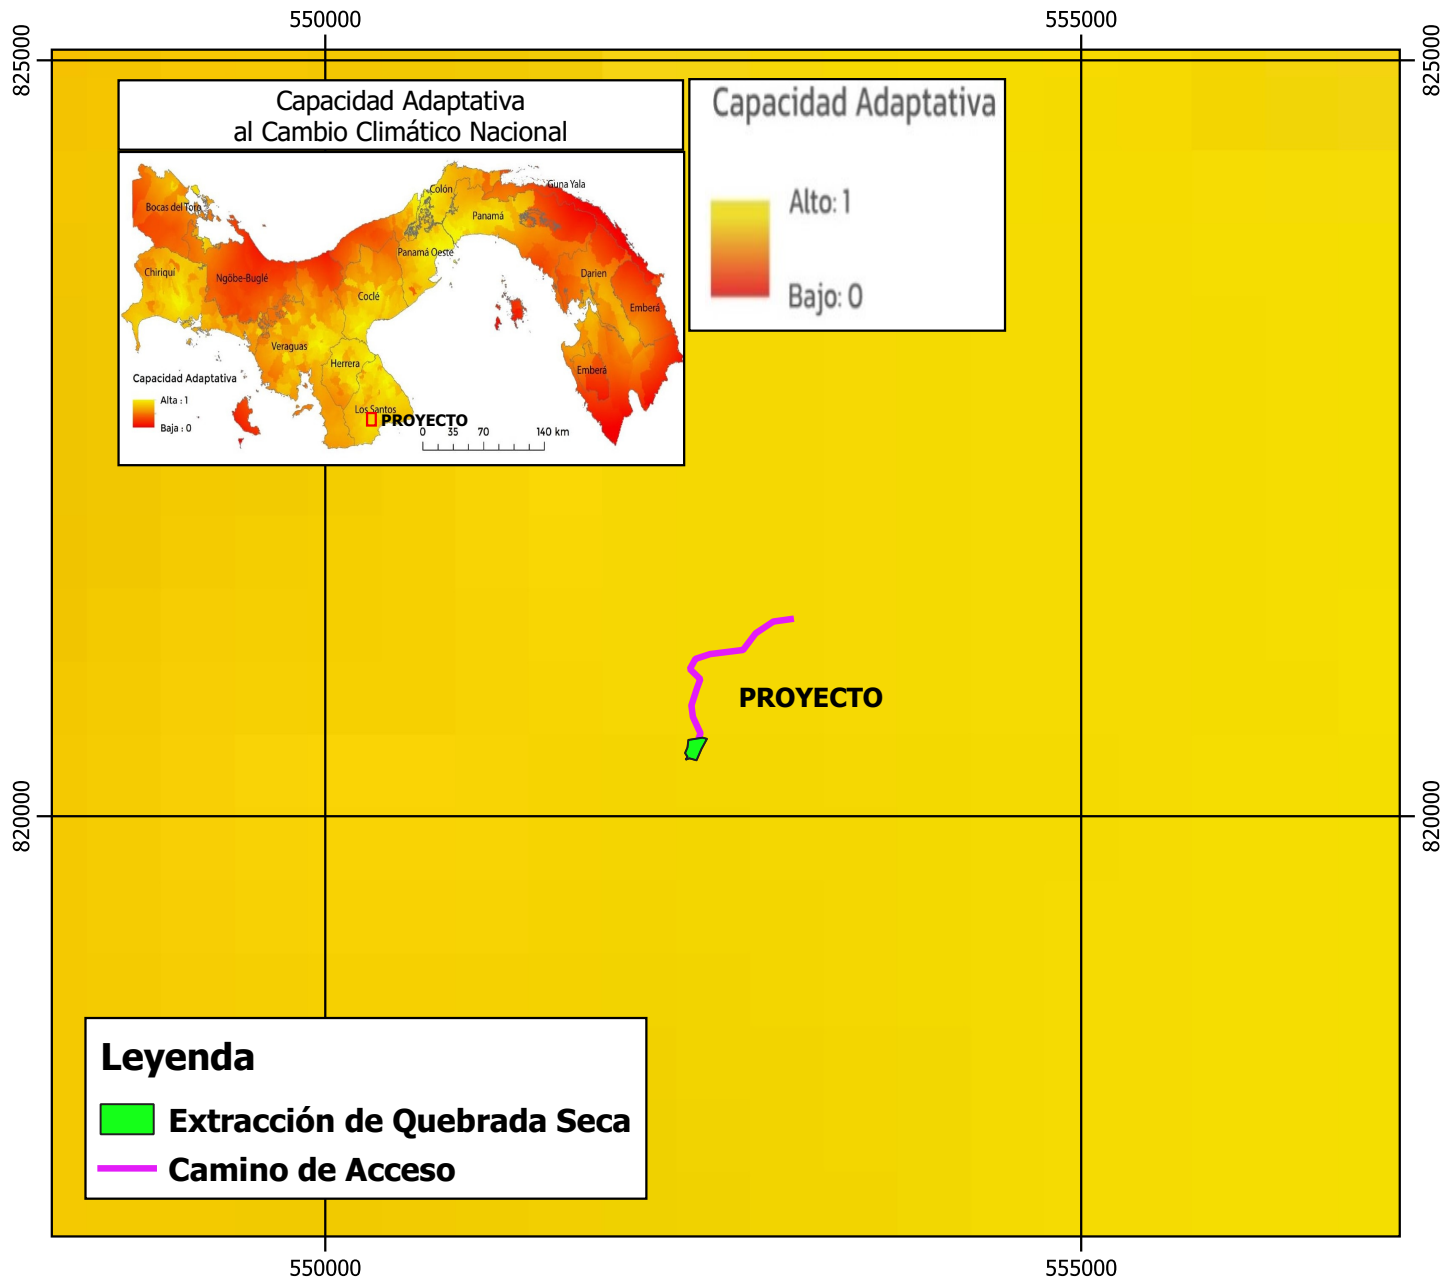 550000
555000
825000
825000
Capacidad Adaptativa
al Cambio Climático Nacional
Capacidad Adaptativa
Alto: 1
Bajo: 0
Bocas del Toro
Colón
Guna Yala
Panamá
Panamá Oeste
Chiriquí
Ngöbe-Buglé
Coclé
Darien
Emberá
Veraguas
Herrera
Emberá
Los Santos
PROYECTO
Capacidad Adaptativa
Alta : 1
Baja : 0
0 35 70 140 km
PROYECTO
820000
820000
Leyenda
Extracción de Quebrada Seca
Camino de Acceso
550000
555000